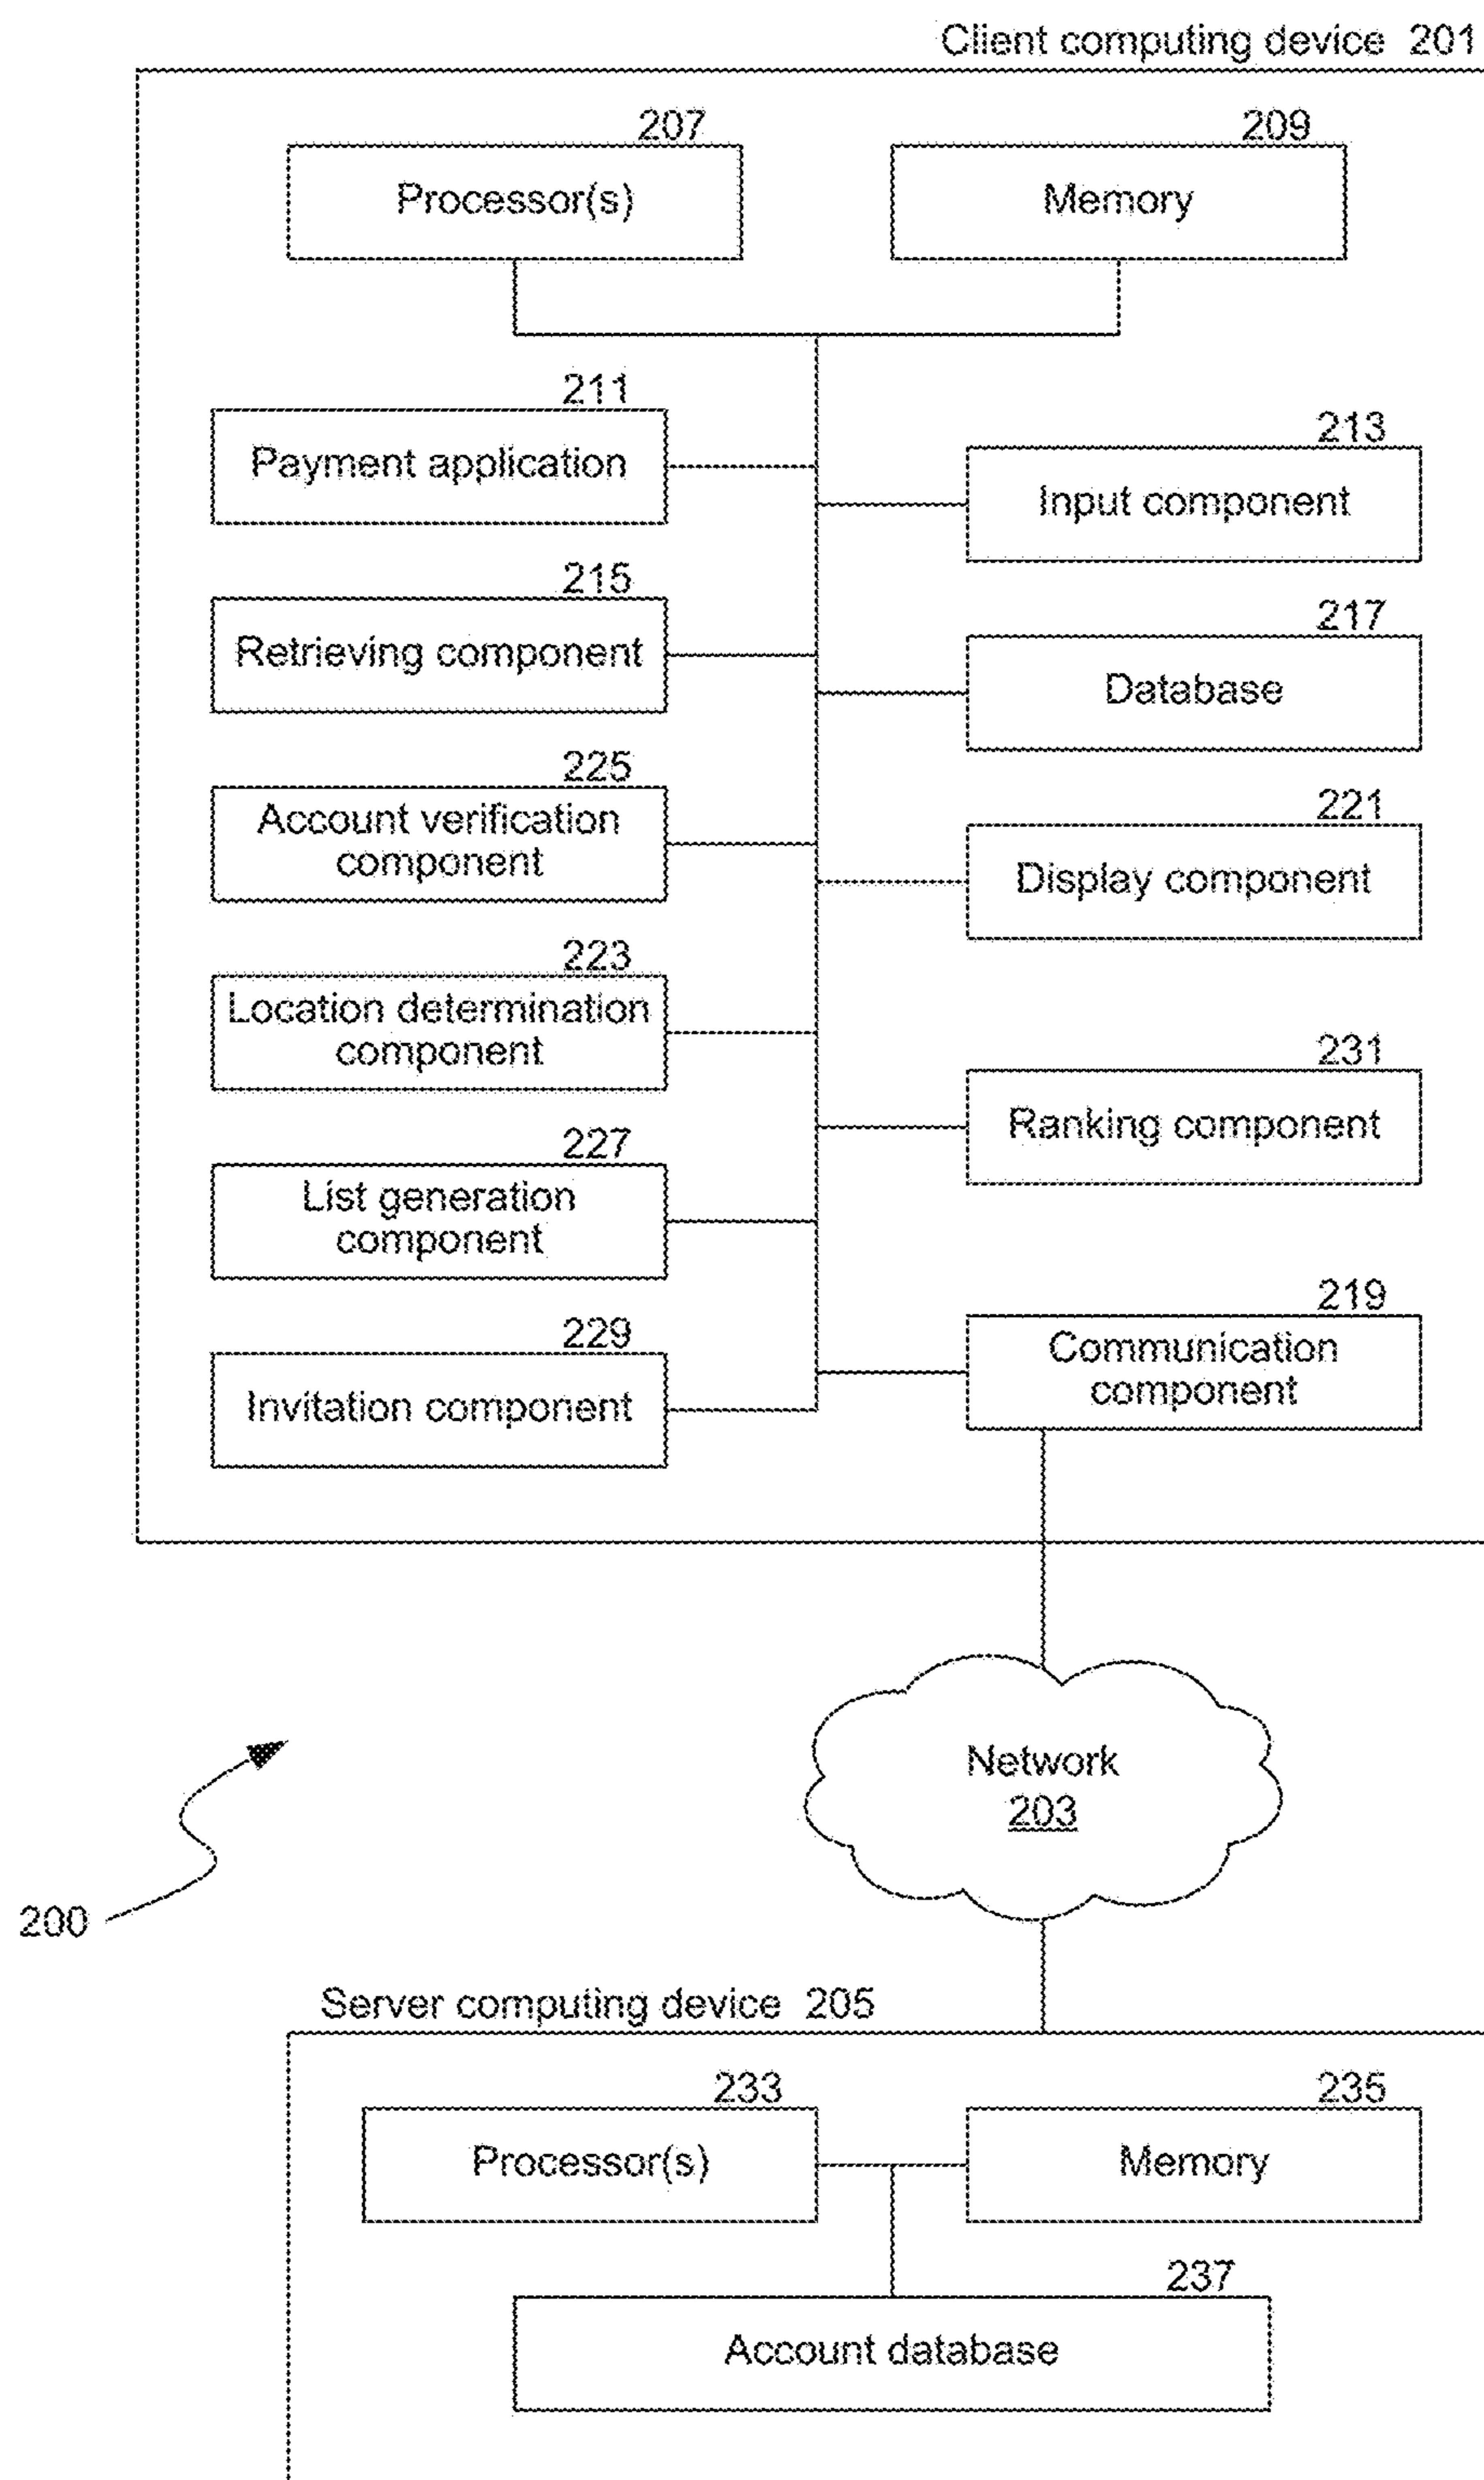 Client computing device 201
207
Processor(s)
209
Memory
211
Payment application
213
Input component
215
Retrieving component
217
Database
225
Account verification
component
221
Display component
223
Location determination
component
231
Ranking component
227
List generation
component
219
Communication
component
229
Invitation component
Network
203
200
Server computing device 205
233
Processor(s)
235
Memory
237
Account database